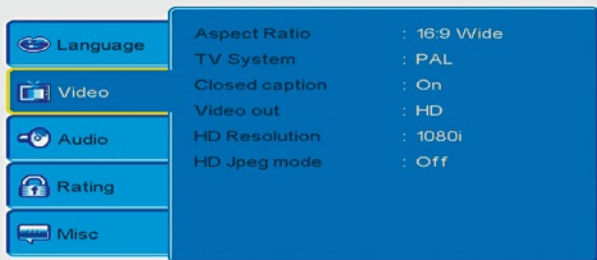 Language
Video
Audio
Rating
Misc
Aspect Ratio : 16:9 Wide
TV System : PAL
Closed caption : On
Video out : HD
HD Resolution : 1080i
HD Jpeg mode : Off